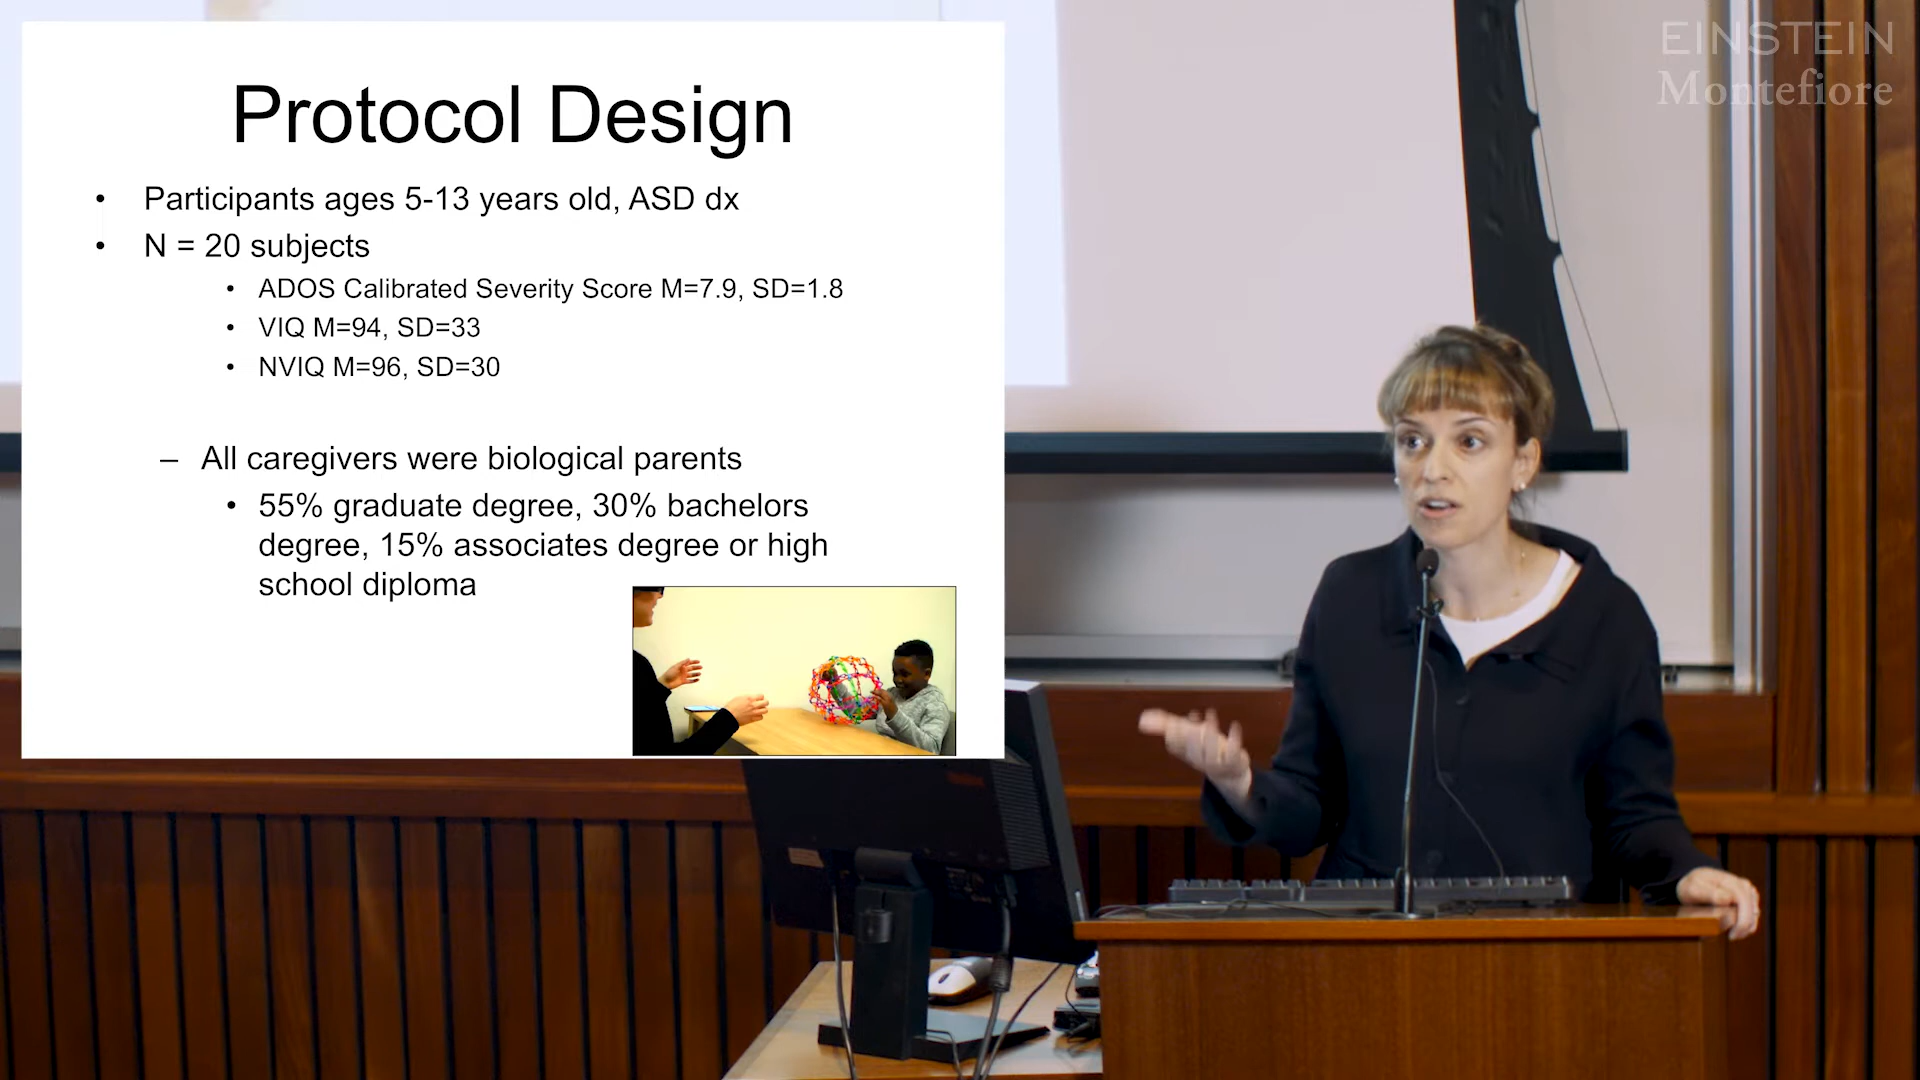 EINSTEIN
Montefiore
Protocol Design
• Participants ages 5-13 years old, ASD dx
• N = 20 subjects
• ADOS Calibrated Severity Score M=7.9, SD=1.8
• VIQ M=94, SD=33
• NVIQ M=96, SD=30
– All caregivers were biological parents
• 55% graduate degree, 30% bachelors
degree, 15% associates degree or high
school diploma